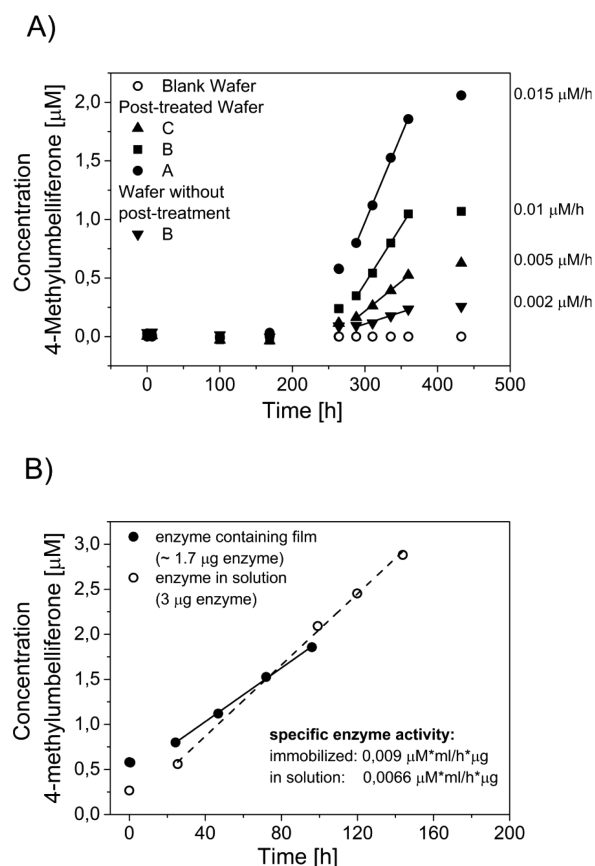 A)
Blank Wafer
Post-treated Wafer
C
B
A
Wafer without
post-treatment
B
0.015 μM/h
0.01 μM/h
0.005 μM/h
0.002 μM/h
Concentration
4-Methylumbelliferone [μM]
2,0
1,5
1,0
0,5
0,0
0 100 200 300 400 500
Time [h]
B)
enzyme containing film
(~ 1.7 μg enzyme)
enzyme in solution
(3 μg enzyme)
specific enzyme activity:
immobilized: 0,009 μM*ml/h*μg
in solution: 0,0066 μM*ml/h*μg
Concentration
4-methylumbelliferone [μM]
3,0
2,5
2,0
1,5
1,0
0,5
0,0
0 40 80 120 160 200
Time [h]